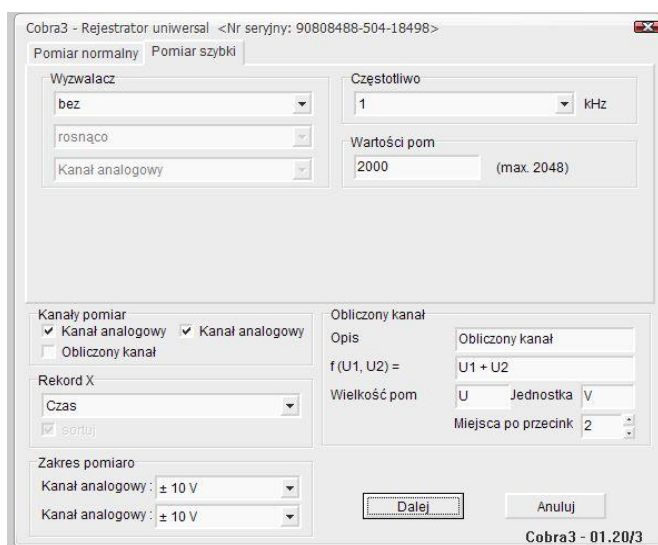 Cobra3 - Rejestrator uniwersal <Nr seryjny: 90808488-504-18498>
Pomiar normalny Pomiar szybki
Wyzwalacz
bez
rosnąco
Kanał analogowy
Częstotliwo
1 kHz
Wartości pom
2000 (max. 2048)
Kanały pomiar
Kanał analogowy Kanał analogowy
Obliczony kanał
Rekord X
Czas
sortuj
Zakres pomiaro
Kanał analogowy : ± 10 V
Kanał analogowy : ± 10 V
Obliczony kanał
Opis Obliczony kanał
f (U1, U2) = U1 + U2
Wielkość pom U Jednostka V
Miejsca po przecink 2
Dalej Anuluj
Cobra3 - 01.20/3